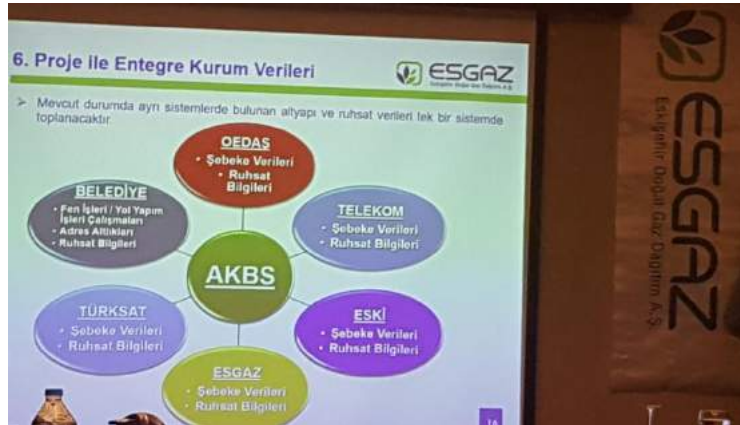 6. Proje ile Entegre Kurum Verileri
ESGAZ
➢ Mevcut durumda ayrı sistemlerde bulunan altyapı ve ruhsat verileri tek bir sistemde
toplanacaktır.
OEDAŞ
• Şebeke Verileri
• Ruhsat
Bilgileri
BELEDİYE
• Fen İşleri / Yol Yapım
İşleri Çalışmaları
• Adres Altlıkları
• Ruhsat Bilgileri
TELEKOM
• Şebeke Verileri
• Ruhsat Bilgileri
AKBS
TÜRKSAT
• Şebeke Verileri
• Ruhsat Bilgileri
ESKİ
• Şebeke Verileri
• Ruhsat Bilgileri
ESGAZ
• Şebeke Verileri
• Ruhsat Bilgileri
ESGAZ
Eskişehir Doğal Gaz Dağıtım A.Ş.